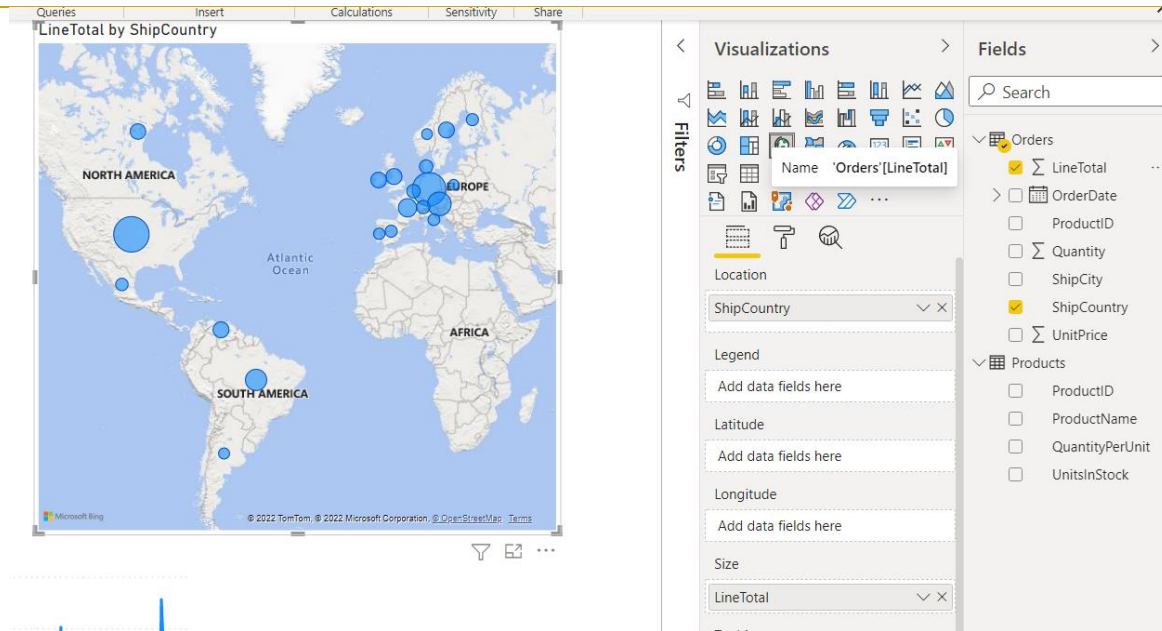 Queries Insert Calculations Sensitivity Share
LineTotal by ShipCountry
NORTH AMERICA
EUROPE
Atlantic
Ocean
AFRICA
SOUTH AMERICA
Microsoft Bing
© 2022 TomTom, © 2022 Microsoft Corporation, © OpenStreetMap Terms
Filters
Visualizations
Name 'Orders'[LineTotal]
123
Location
ShipCountry
Legend
Add data fields here
Latitude
Add data fields here
Longitude
Add data fields here
Size
LineTotal
Fields
Search
Orders
LineTotal
OrderDate
ProductID
Quantity
ShipCity
ShipCountry
UnitPrice
Products
ProductID
ProductName
QuantityPerUnit
UnitsInStock